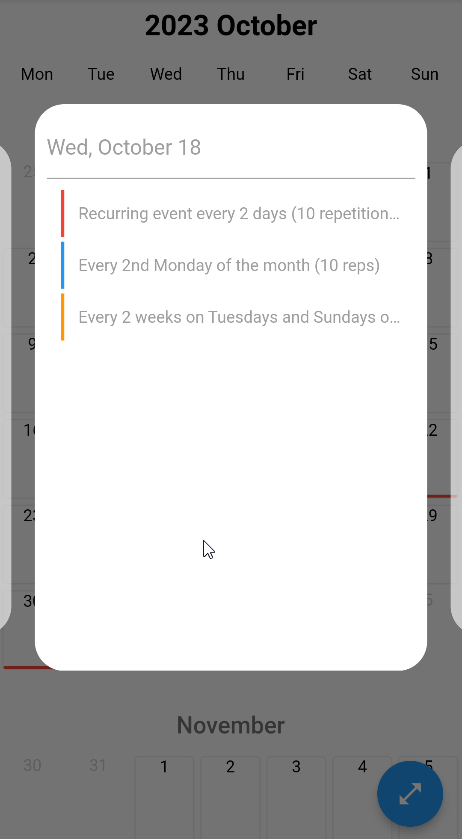 2023 October
Mon Tue Wed Thu Fri Sat Sun
Wed, October 18
Recurring event every 2 days (10 repetition...
Every 2nd Monday of the month (10 reps)
Every 2 weeks on Tuesdays and Sundays o...
November
30 31 1 2 3 4 5